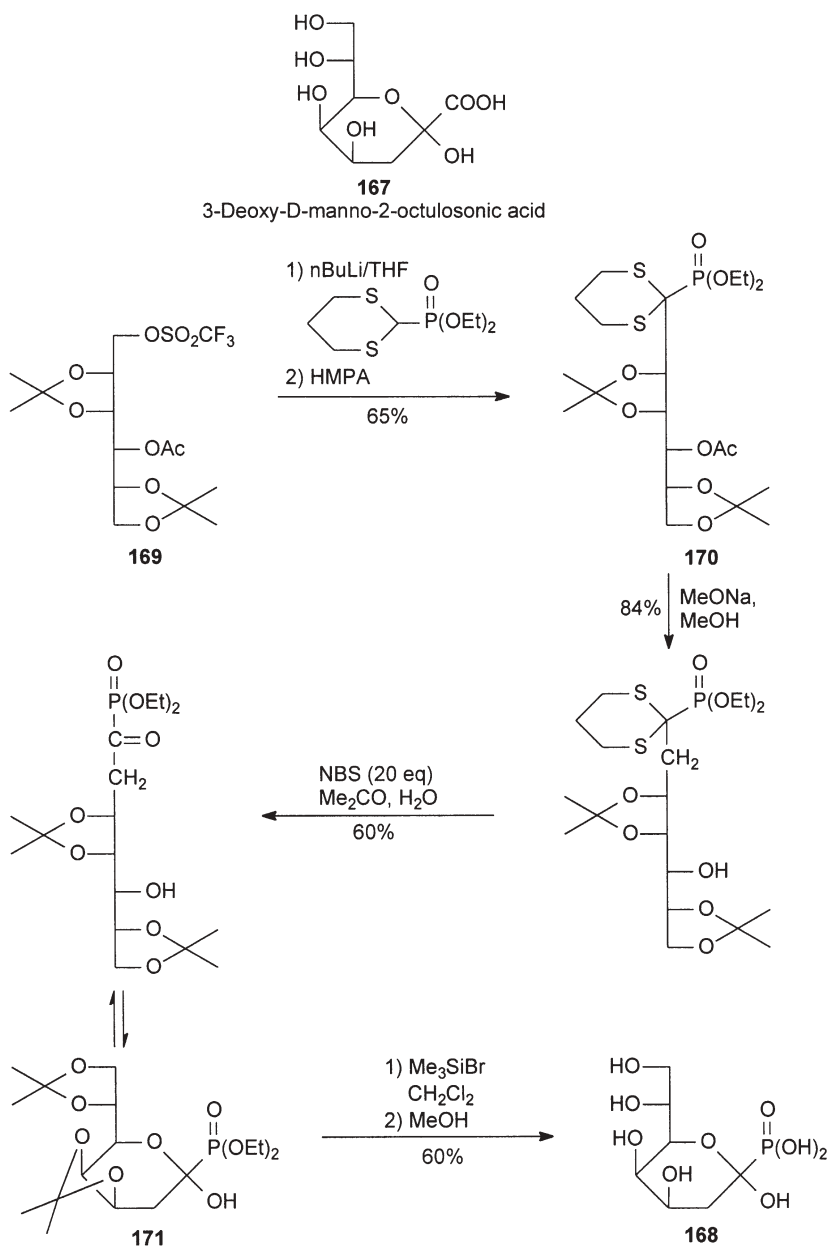 HO
HO
HO
O
COOH
OH
OH
167
3-Deoxy-D-manno-2-octulosonic acid
1) nBuLi/THF
S
O
P(OEt)2
S
2) HMPA
65%
OSO2CF3
O
O
OAc
O
O
169
S
O
P(OEt)2
S
O
O
OAc
O
O
170
84%
MeONa,
MeOH
O
P(OEt)2
C=O
CH2
O
O
OH
O
O
NBS (20 eq)
Me2CO, H2O
60%
S
O
P(OEt)2
S
CH2
O
O
OH
O
O
O
O
O
O
O
O
P(OEt)2
OH
171
1) Me3SiBr
CH2Cl2
2) MeOH
60%
HO
HO
HO
O
O
P(OH)2
OH
OH
168